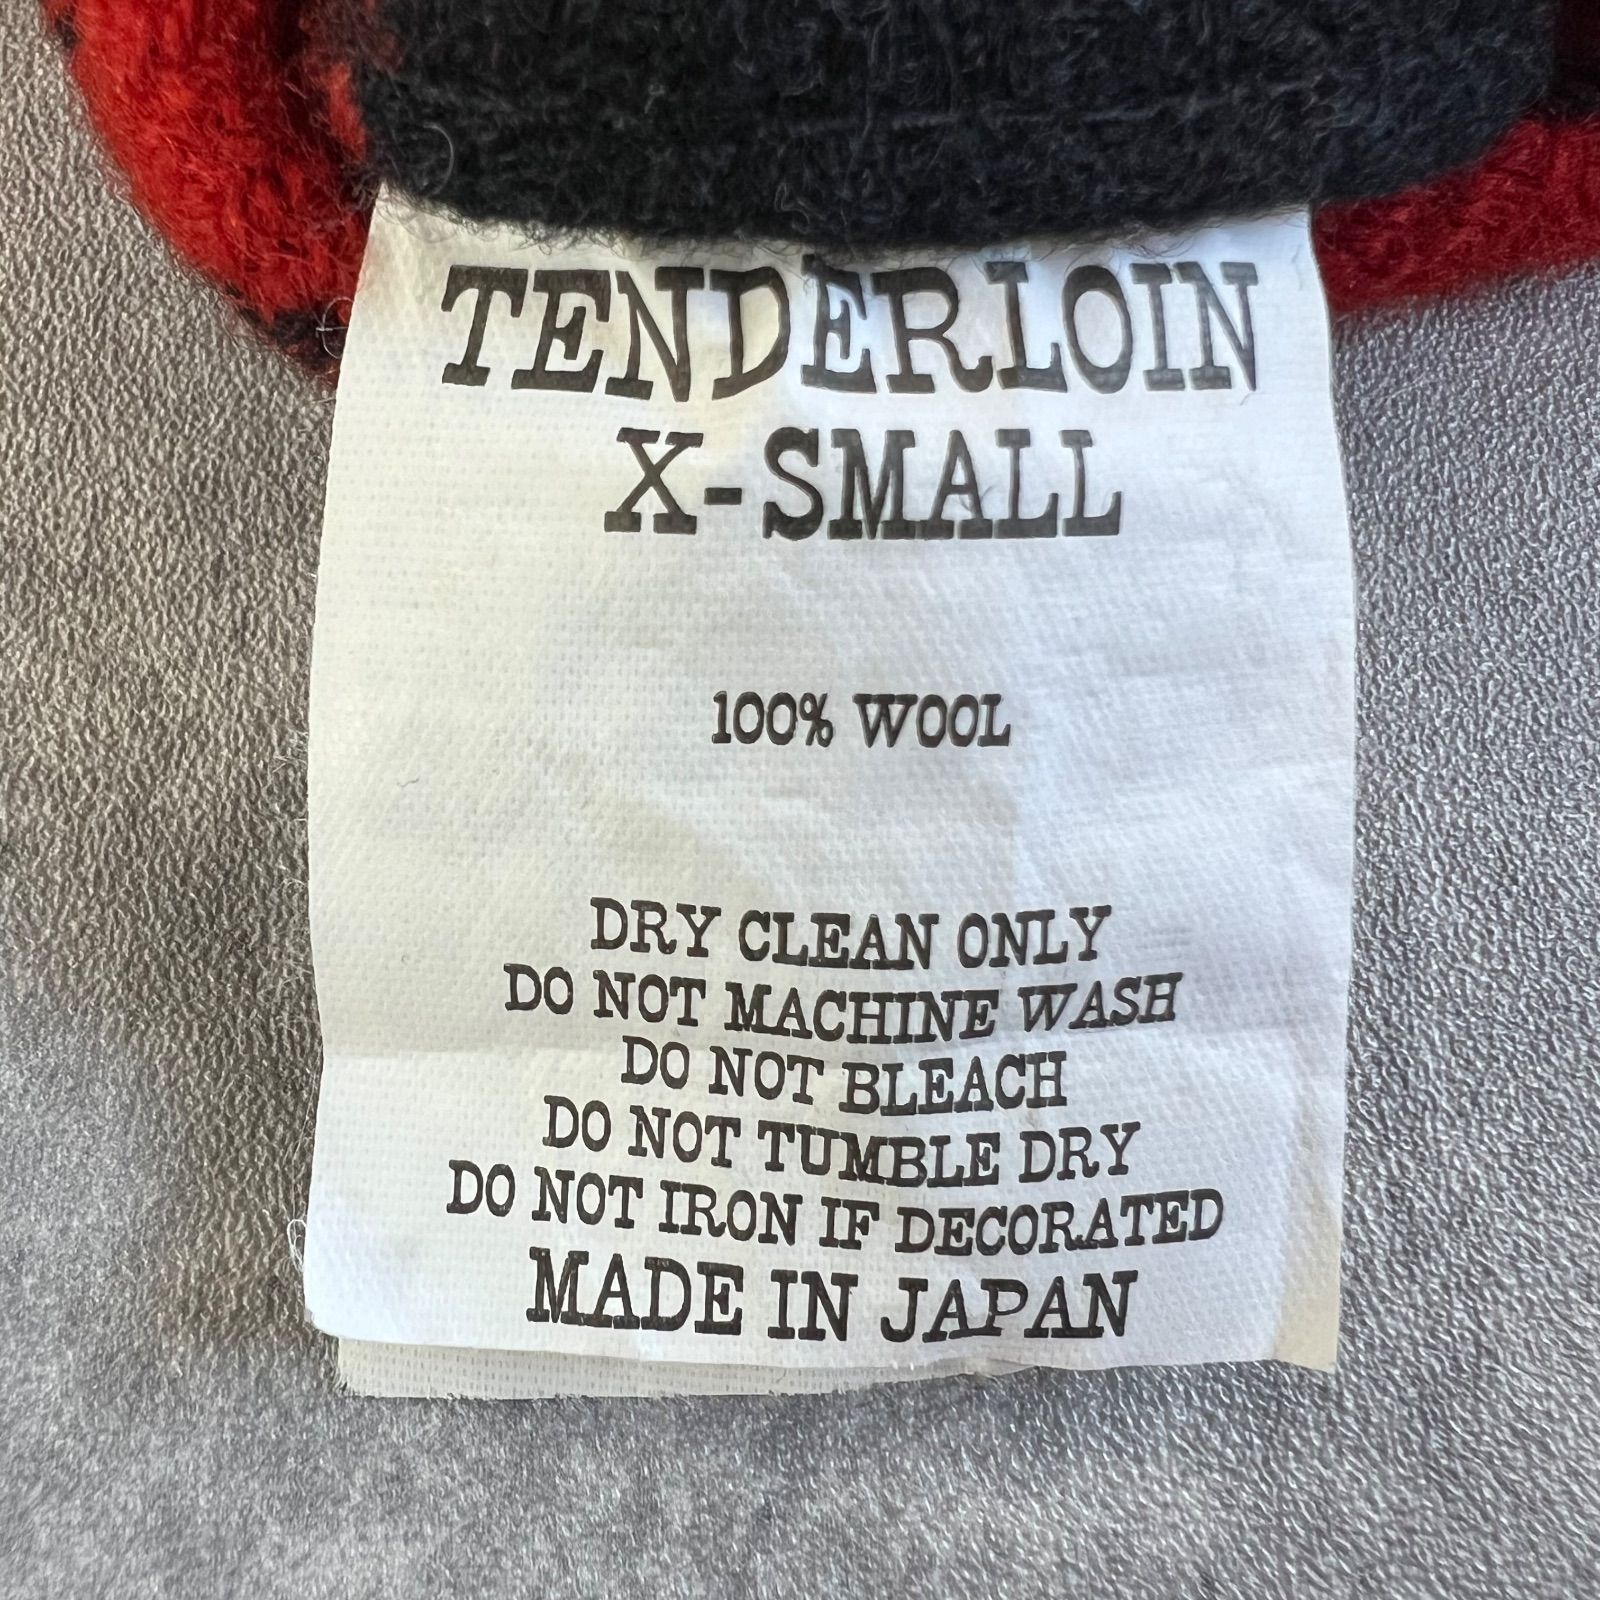 TENDERLOIN
X-SMALL
100% WOOL
DRY CLEAN ONLY
DO NOT MACHINE WASH
DO NOT BLEACH
DO NOT TUMBLE DRY
DO NOT IRON IF DECORATED
MADE IN JAPAN